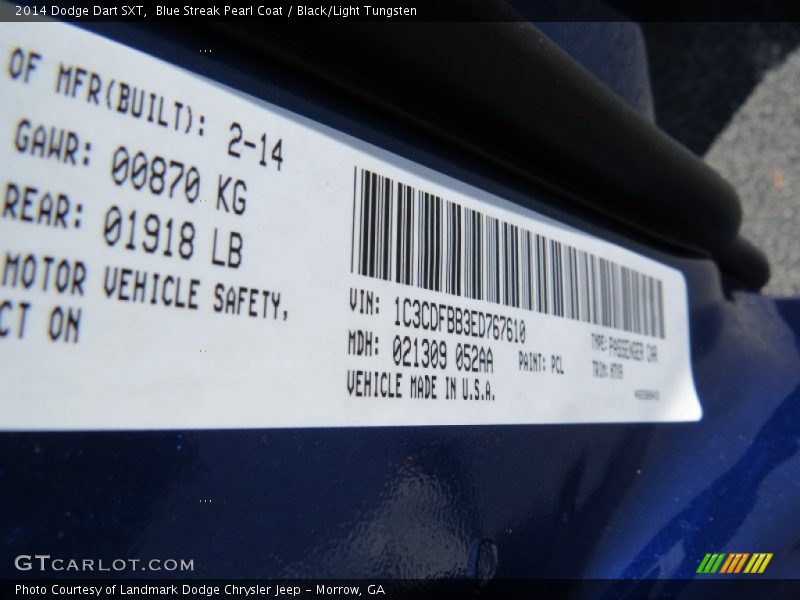 2014 Dodge Dart SXT, Blue Streak Pearl Coat / Black/Light Tungsten
OF MFR(BUILT): 2-14
GAWR: 00870 KG
REAR: 01918 LB
MOTOR VEHICLE SAFETY,
CT ON
VIN: 1C3CDFBB3ED767610
MDH: 021309 052AA PAINT: PCL
VEHICLE MADE IN U.S.A.
TYPE: PASSENGER CAR
TRIM:
GTCARLOT.COM
Photo Courtesy of Landmark Dodge Chrysler Jeep - Morrow, GA